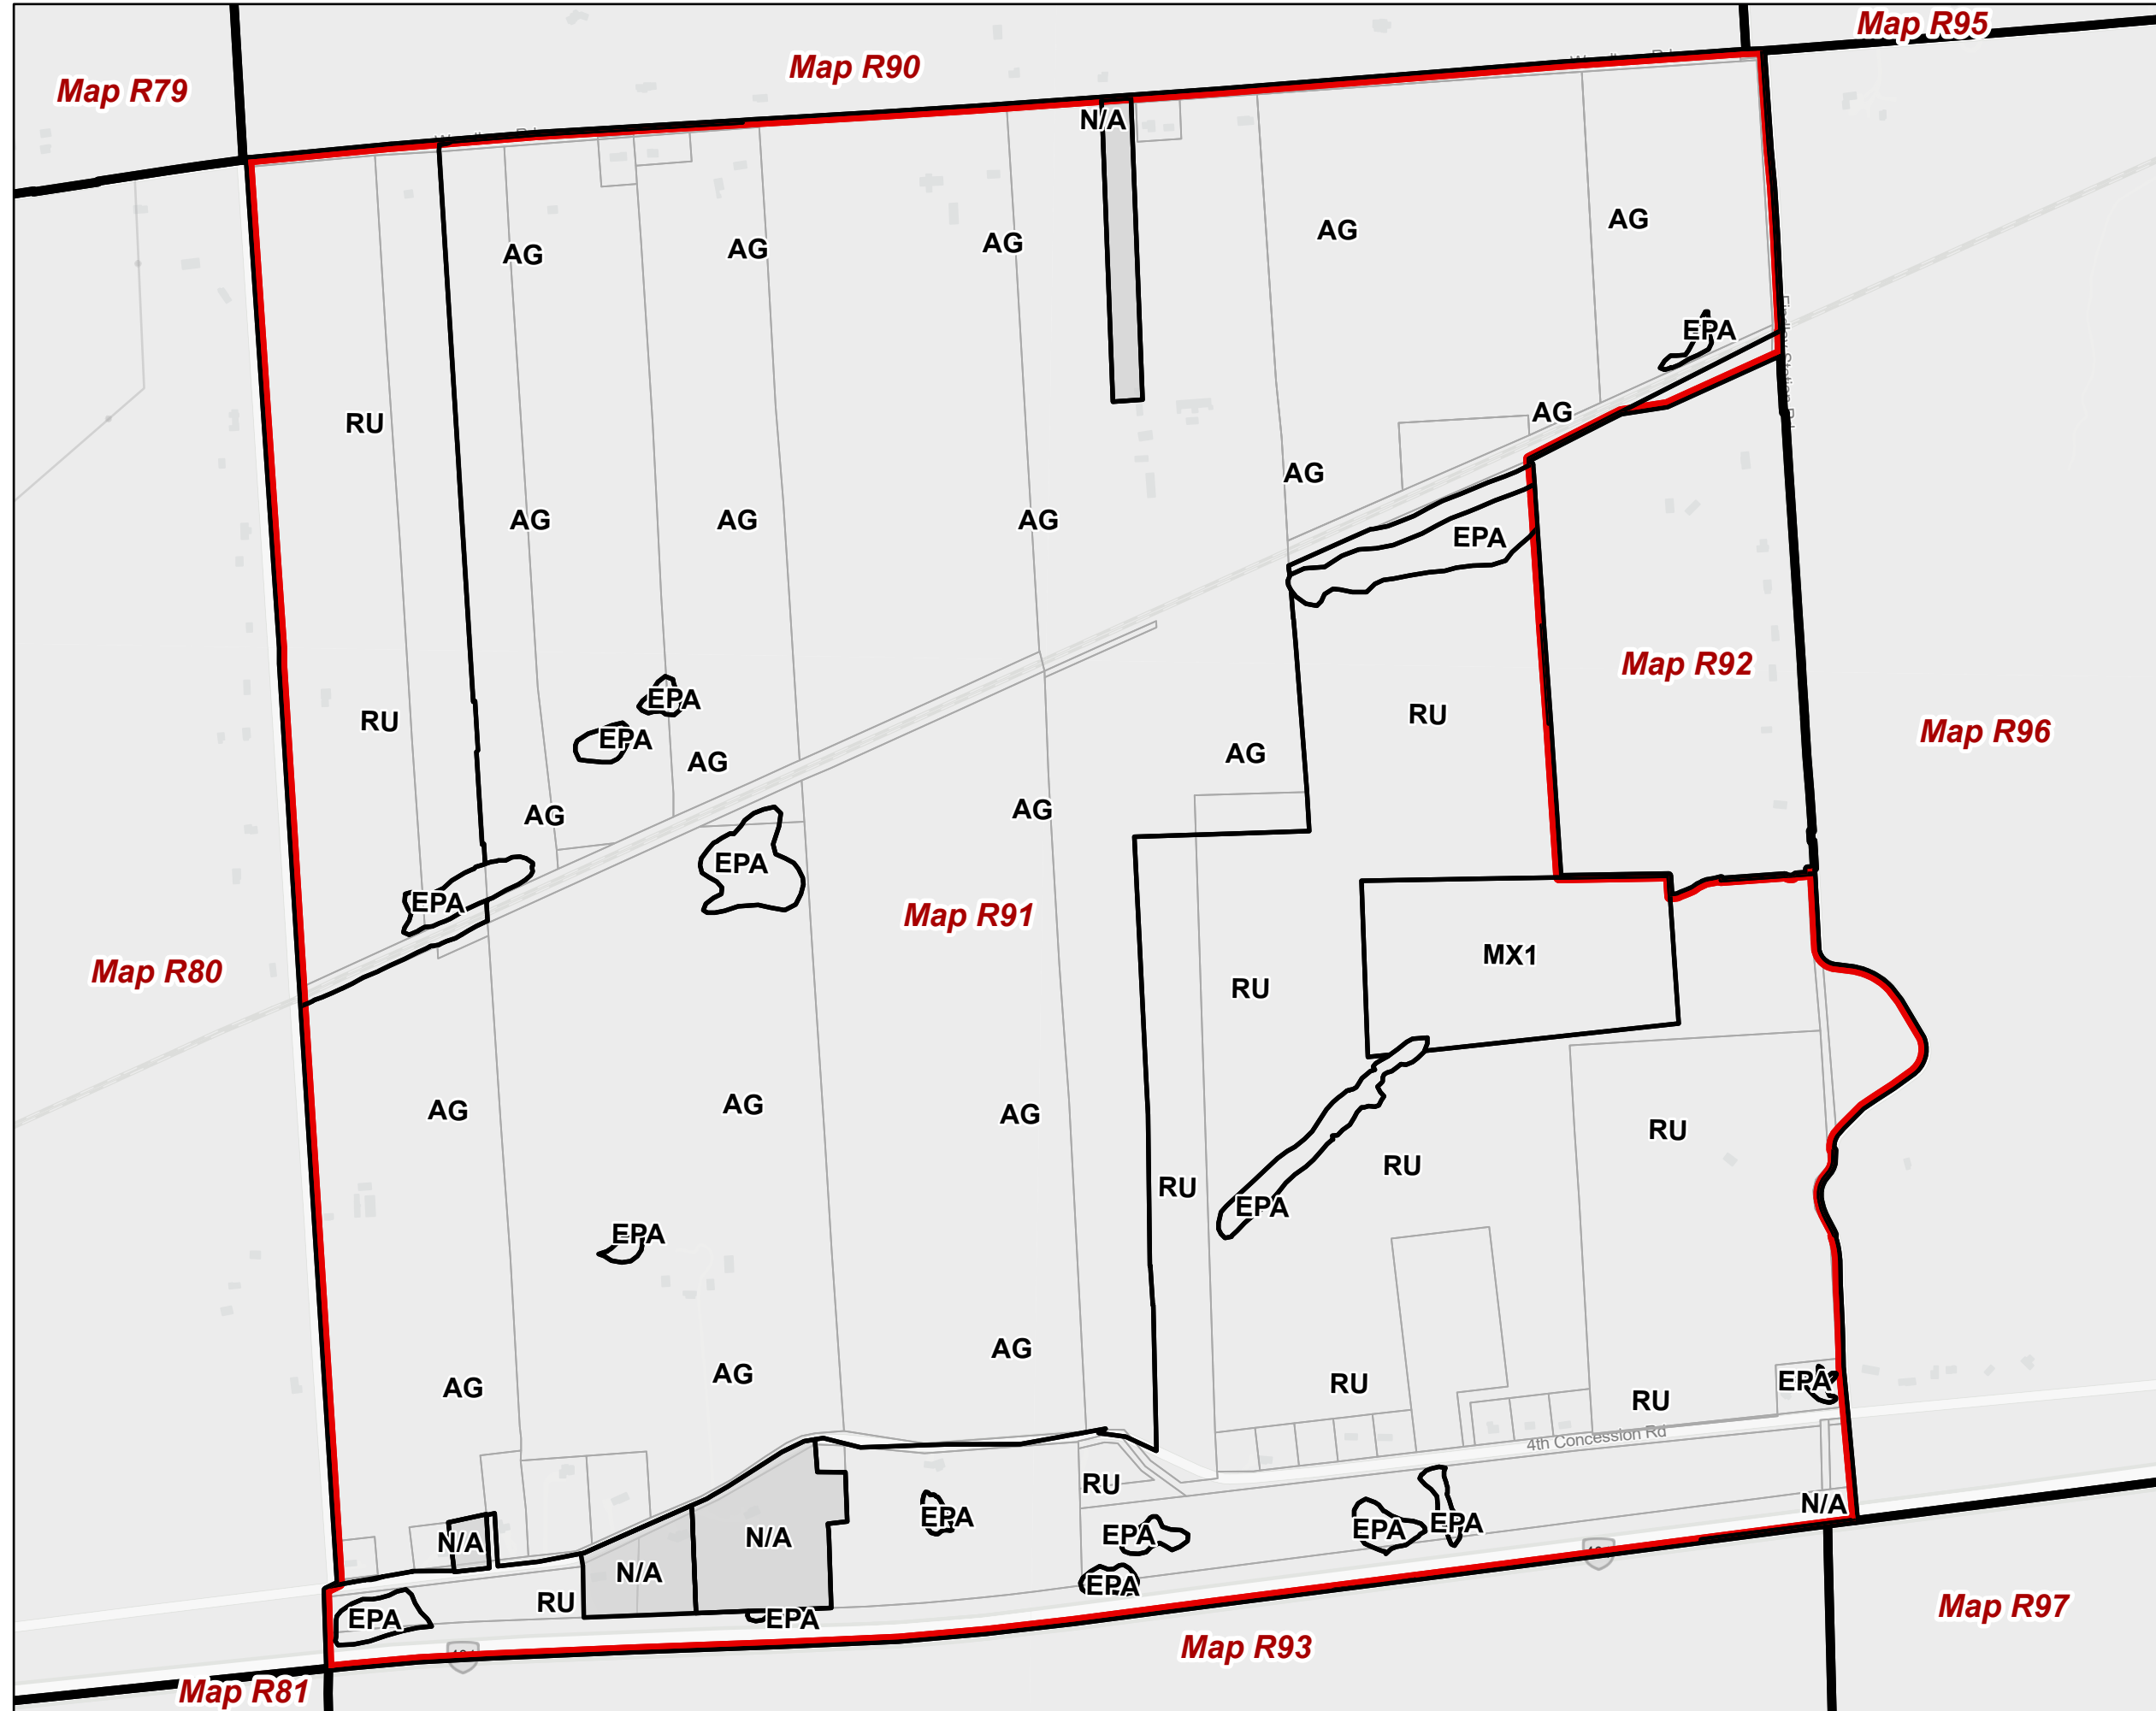 Map R95
Map R90
Map R79
N/A
AG
AG
AG
AG
AG
EPA
AG
RU
AG
AG
AG
AG
EPA
Map R92
EPA
RU
RU
Map R96
EPA
AG
AG
AG
AG
EPA
EPA
Map R91
MX1
Map R80
RU
AG
AG
AG
RU
RU
RU
EPA
EPA
AG
AG
AG
RU
EPA
RU
4th Concession Rd
RU
N/A
EPA
EPA
EPA
EPA
N/A
N/A
N/A
EPA
RU
EPA
EPA
Map R97
Map R93
Map R81